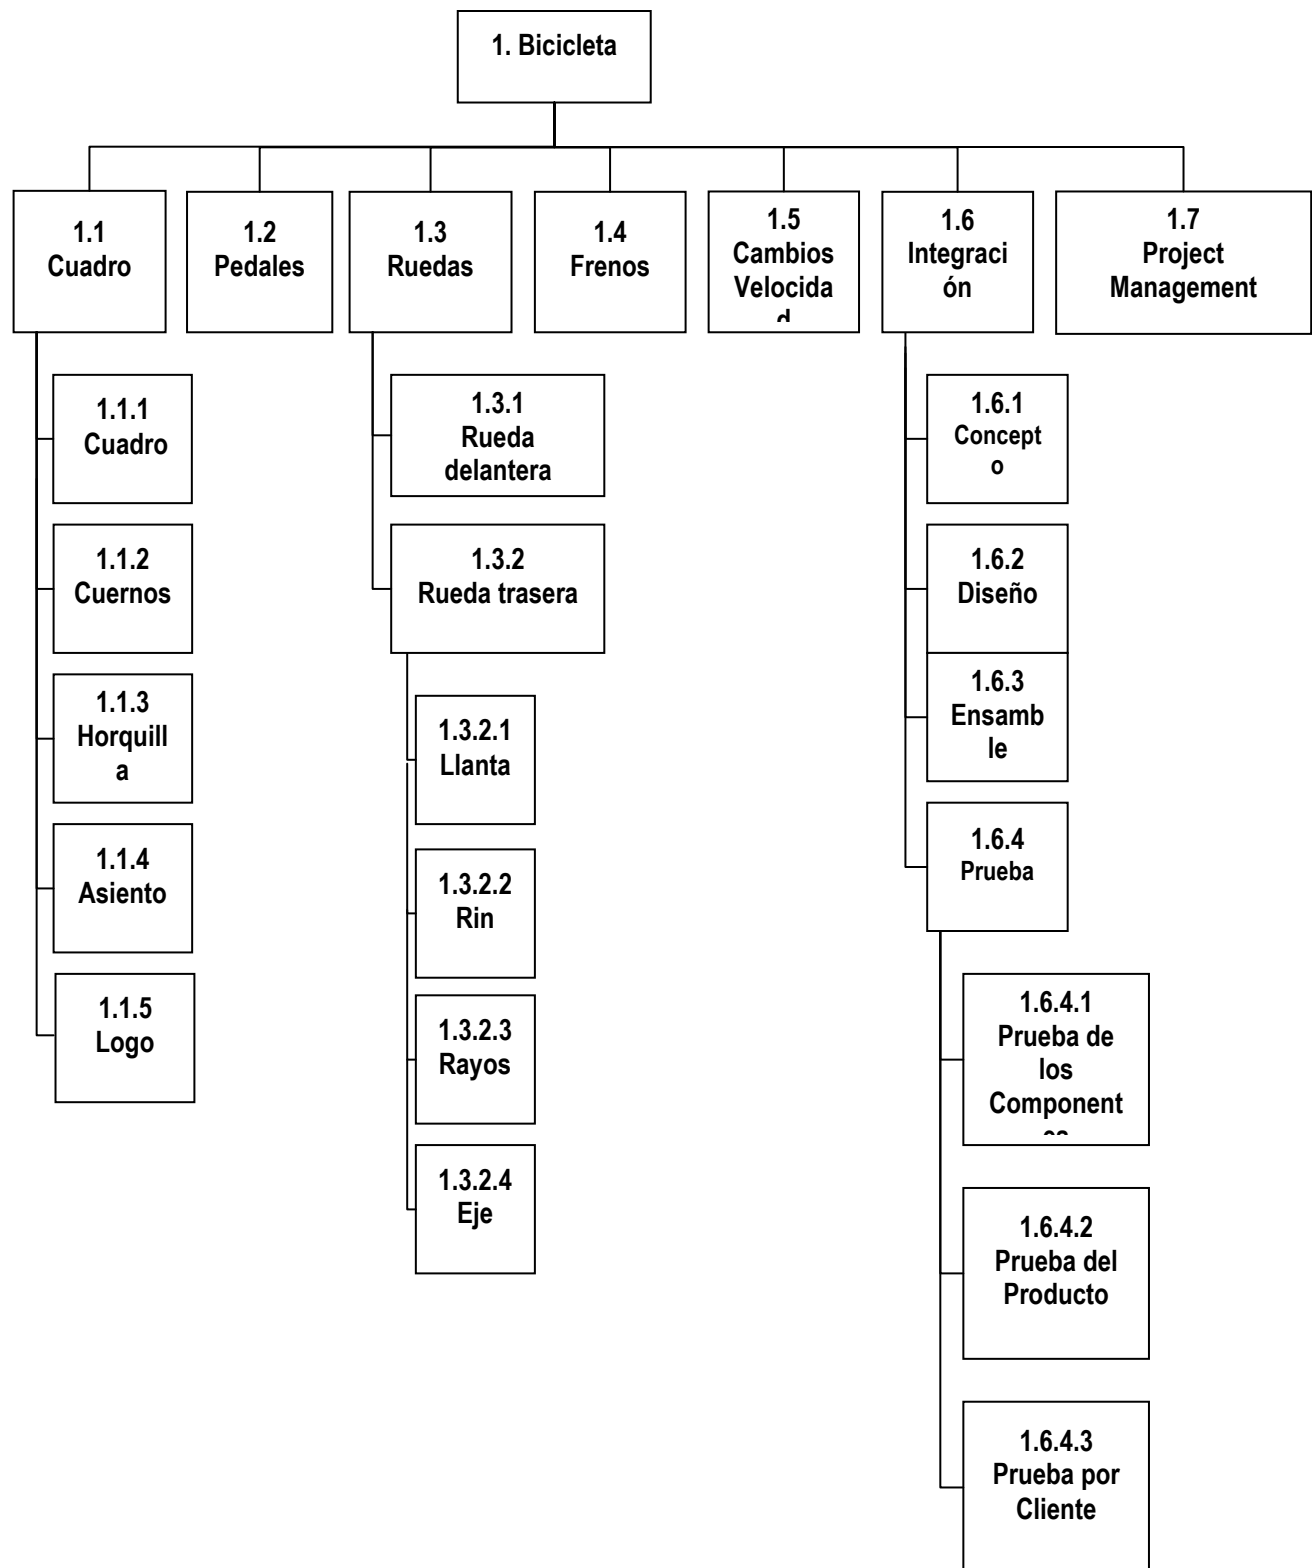 1. Bicicleta
1.1
Cuadro
1.2
Pedales
1.3
Ruedas
1.4
Frenos
1.5
Cambios
Velocida
d
1.6
Integraci
ón
1.7
Project
Management
1.1.1
Cuadro
1.1.2
Cuernos
1.1.3
Horquill
a
1.1.4
Asiento
1.1.5
Logo
1.3.1
Rueda
delantera
1.3.2
Rueda trasera
1.3.2.1
Llanta
1.3.2.2
Rin
1.3.2.3
Rayos
1.3.2.4
Eje
1.6.1
Concept
o
1.6.2
Diseño
1.6.3
Ensamb
le
1.6.4
Prueba
1.6.4.1
Prueba de
los
Component
es
1.6.4.2
Prueba del
Producto
1.6.4.3
Prueba por
Cliente